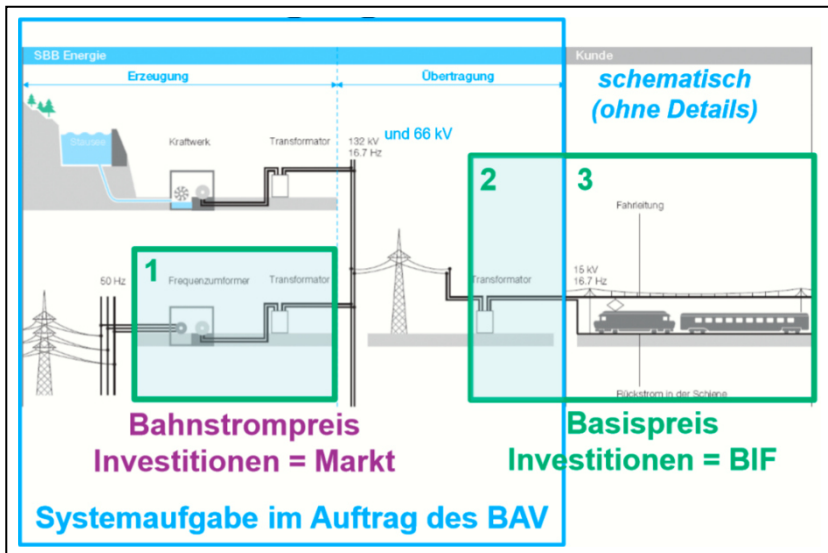 SBB Energie
Kunde
Erzeugung
Übertragung
schematisch
(ohne Details)
und 66 kV
Stausee
Kraftwerk
Transformator
132 kV
16.7 Hz
2
3
Fahrleitung
1
50 Hz
Frequenzumformer
Transformator
Transformator
15 kV
16.7 Hz
Rückstrom in der Schiene
Bahnstrompreis
Investitionen = Markt
Basispreis
Investitionen = BIF
Systemaufgabe im Auftrag des BAV